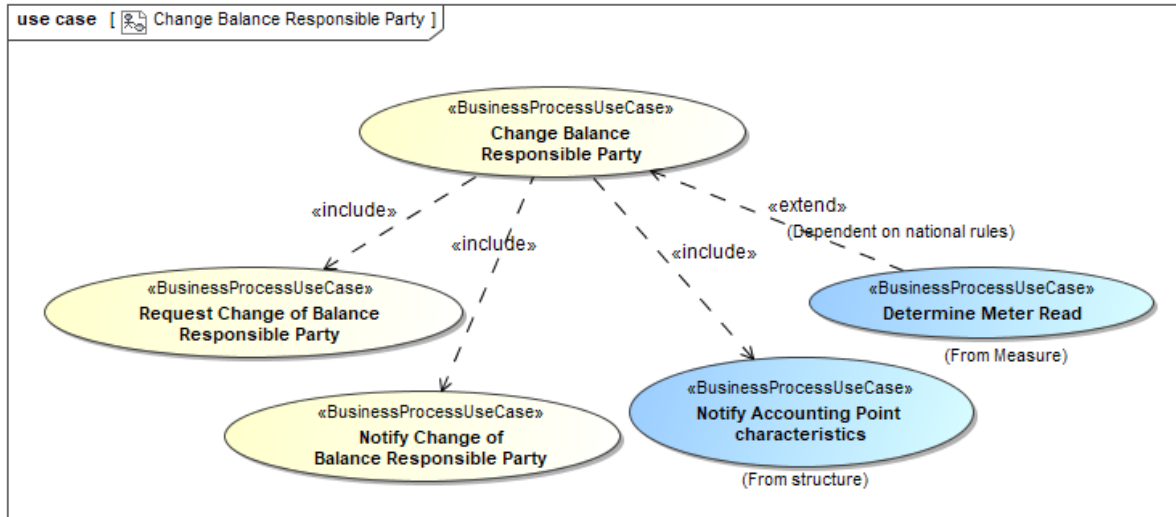 use case [ Change Balance Responsible Party ]
«BusinessProcessUseCase»
Change Balance
Responsible Party
«include»
«include»
«include»
«extend»
(Dependent on national rules)
«BusinessProcessUseCase»
Request Change of Balance
Responsible Party
«BusinessProcessUseCase»
Determine Meter Read
(From Measure)
«BusinessProcessUseCase»
Notify Change of
Balance Responsible Party
«BusinessProcessUseCase»
Notify Accounting Point
characteristics
(From structure)